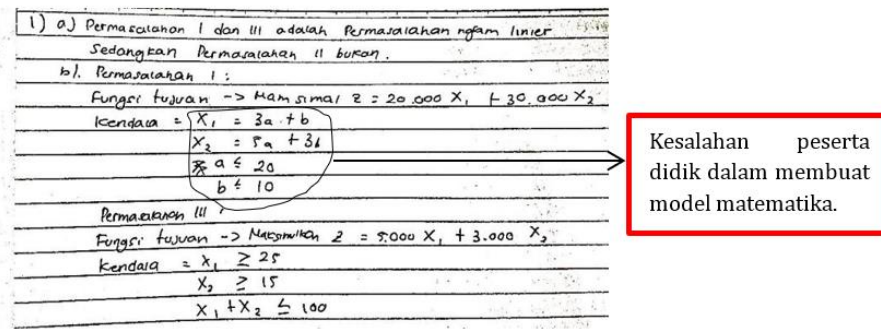 1) a) Permasalahan I dan III adalah Permasalahan program linier
Sedangkan Permasalahan II bukan.
b). Permasalahan I :
Fungsi tujuan -> Maksimal z = 20.000 X₁ + 30.000 X₂
Kendala = X₁ = 3a + b
X₂ = 5a + 3b
a ≤ 20
b ≤ 10
Permasalahan III :
Fungsi tujuan -> Maksimalkan z = 5.000 X₁ + 3.000 X₂
Kendala = X₁ ≥ 25
X₂ ≥ 15
X₁ + X₂ ≤ 100
Kesalahan peserta
didik dalam membuat
model matematika.